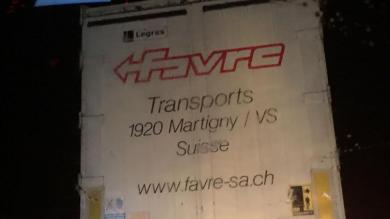 Legras
FAVRE
Transports
1920 Martigny / VS
Suisse
www.favre-sa.ch